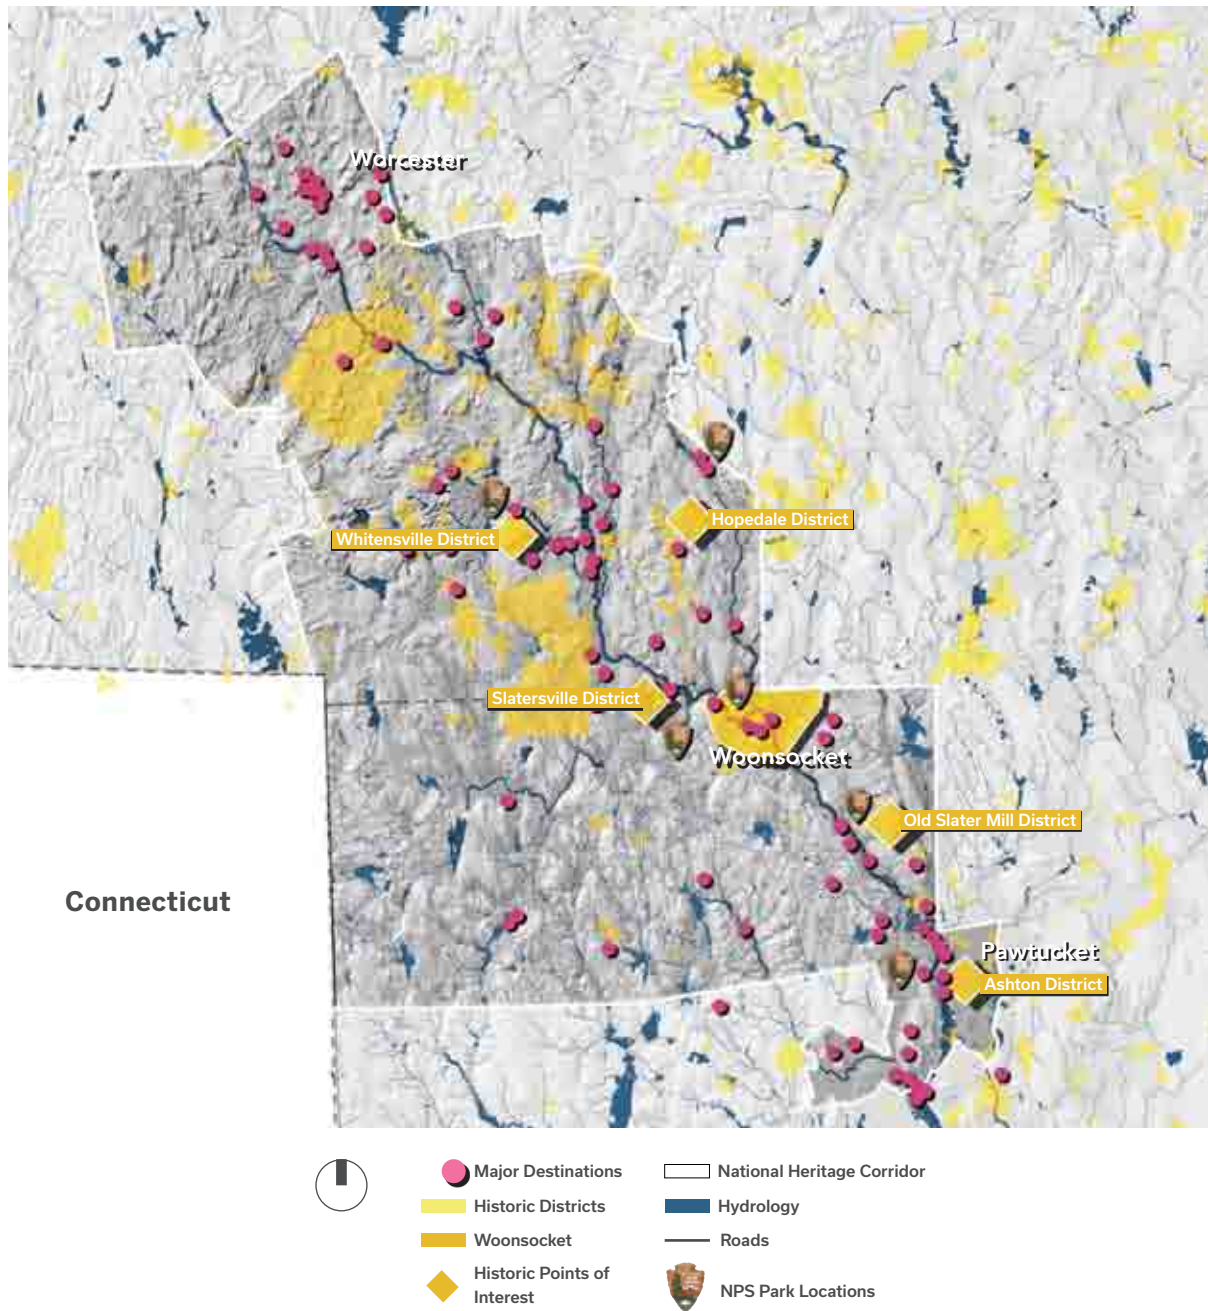 Worcester
Hopedale District
Whitensville District
Slatersville District
Woonsocket
Old Slater Mill District
Connecticut
Pawtucket
Ashton District
Major Destinations
National Heritage Corridor
Historic Districts
Hydrology
Woonsocket
Roads
Historic Points of
Interest
NPS Park Locations